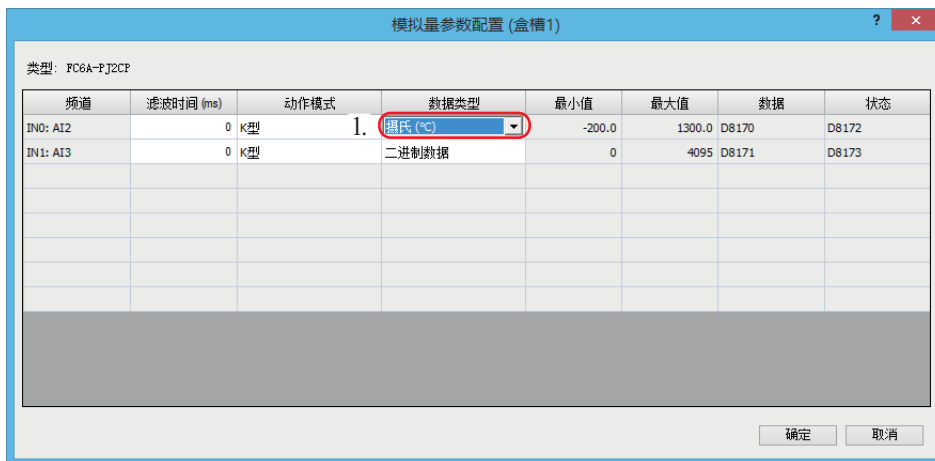 模拟量参数配置 (盒槽1) ? ×
类型: FC6A-PJ2CP
频道 滤波时间 (ms) 动作模式 数据类型 最小值 最大值 数据 状态
IN0: AI2 0 K型 1. 摄氏 (℃) -200.0 1300.0 D8170 D8172
IN1: AI3 0 K型 二进制数据 0 4095 D8171 D8173
确定 取消